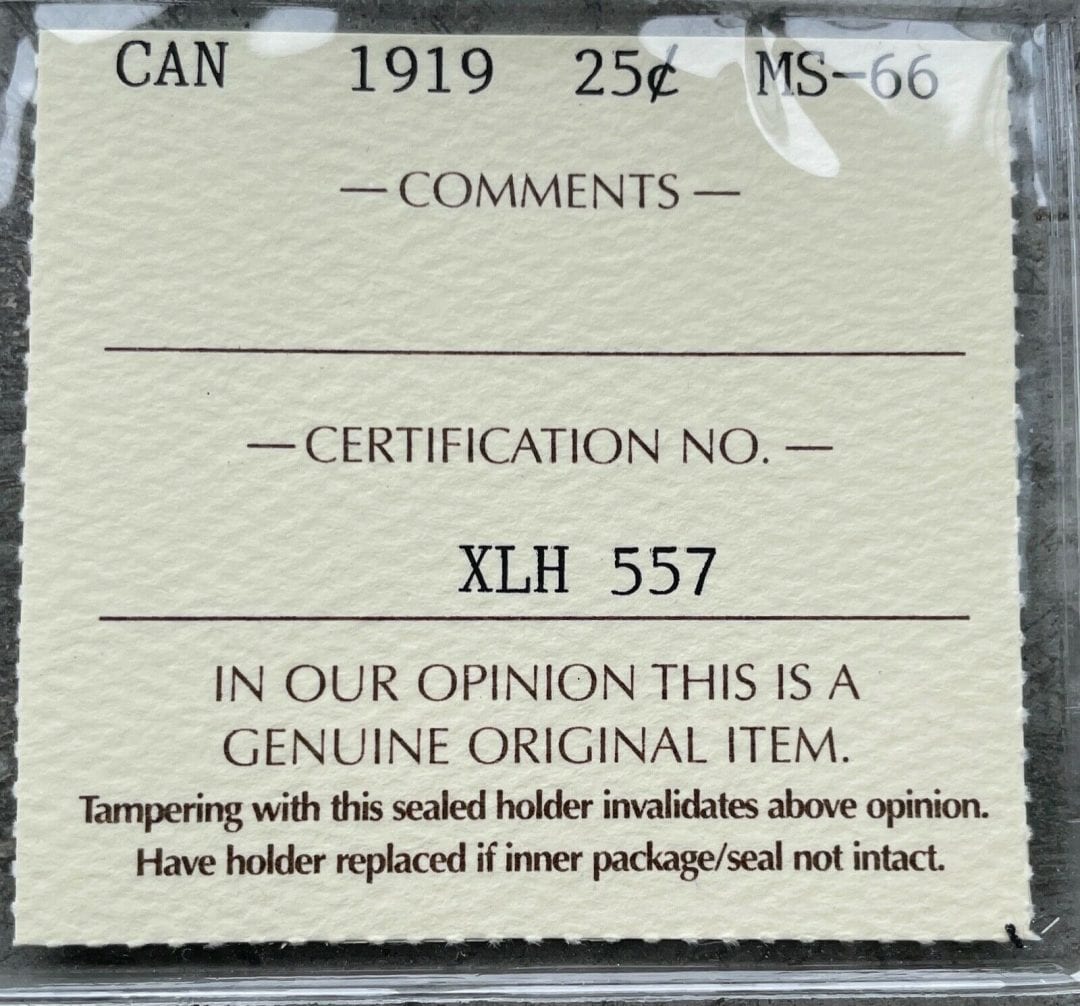 CAN 1919 25¢ MS-66
— COMMENTS —
— CERTIFICATION NO. —
XLH 557
IN OUR OPINION THIS IS A
GENUINE ORIGINAL ITEM.
Tampering with this sealed holder invalidates above opinion.
Have holder replaced if inner package/seal not intact.